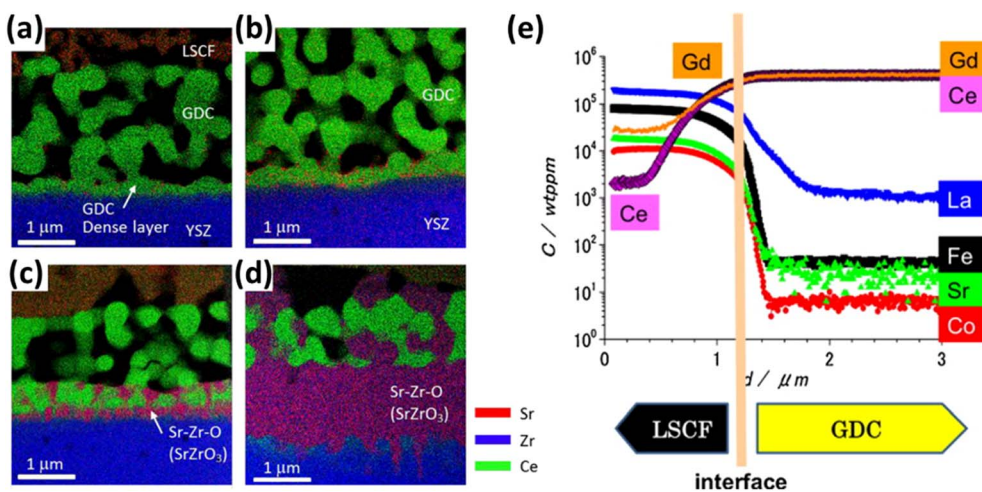 (a)
LSCF
GDC
GDC
Dense layer
YSZ
1 μm
(b)
GDC
YSZ
1 μm
(c)
Sr-Zr-O
(SrZrO₃)
1 μm
(d)
Sr-Zr-O
(SrZrO₃)
1 μm
Sr
Zr
Ce
(e)
C / wtppm
10⁶
10⁵
10⁴
10³
10²
10¹
10⁰
Gd
Ce
Gd
Ce
La
Fe
Sr
Co
0 1 2 3
d / μm
LSCF
GDC
interface